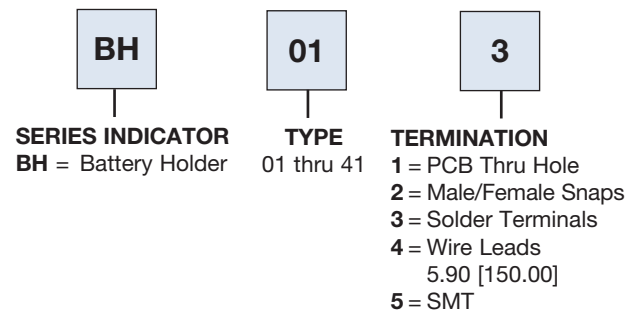 BH
01
3
SERIES INDICATOR
BH = Battery Holder
TYPE
01 thru 41
TERMINATION
1 = PCB Thru Hole
2 = Male/Female Snaps
3 = Solder Terminals
4 = Wire Leads
5.90 [150.00]
5 = SMT